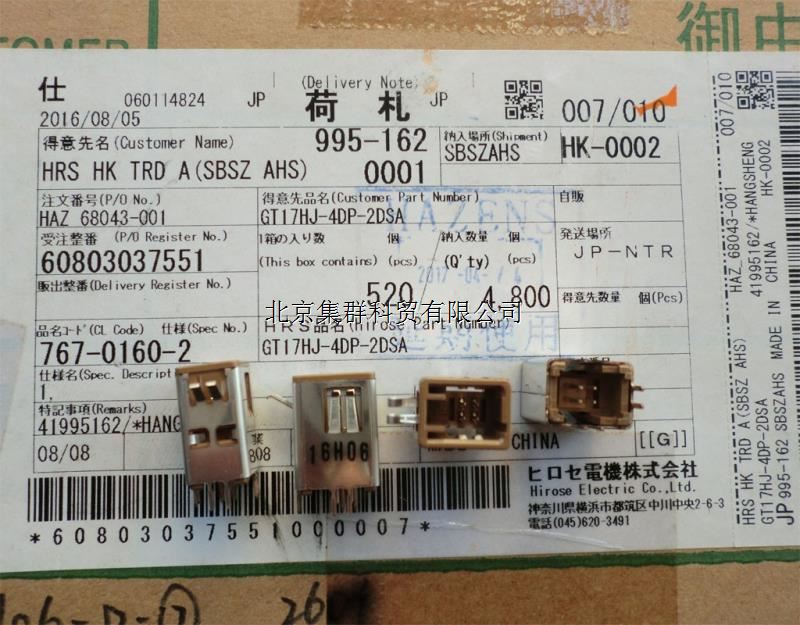 御中
仕 060114824 JP (Delivery Note) 荷札 JP 007/010
2016/08/05
得意先名(Customer Name) 995-162 納入場所(Shipment)
HRS HK TRD A(SBSZ AHS) 0001 SBSZAHS HK-0002
注文番号(P/O No.) 得意先品名(Customer Part Number) 自販
HAZ_68043-001 GT17HJ-4DP-2DSA
HAZENS
受注整番 (P/O Register No.) 1箱の入り数 個 納入数量 個 発送場所
60803037551 (This box contains) (pcs) (Q'ty) (pcs) JP-NTR
2017-04-/4
販出整番(Delivery Register No.) 520 4,800 得意先数量 個(Pcs)
北京集群科贸有限公司
品名コード(CL Code) 仕様(Spec No.) HRS品名(Hirose Part Number)
767-0160-2 GT17HJ-4DP-2DSA
使用
仕様名(Spec. Descript
1,
特記事項(Remarks)
41995162/*HANG
16H06
08/08 808 CHINA [[G]]
ヒロセ電機株式会社
Hirose Electric Co.,Ltd.
神奈川県横浜市都筑区中川中央2-6-3
電話(045)620-3491
*60803037551000007*
007/010
HAZ_68043-001
41995162/*HANGSHENG
HK-0002
HRS HK TRD A(SBSZ AHS)
GT17HJ-4DP-2DSA MADE IN CHINA
JP 995-162 SBSZAHS
26